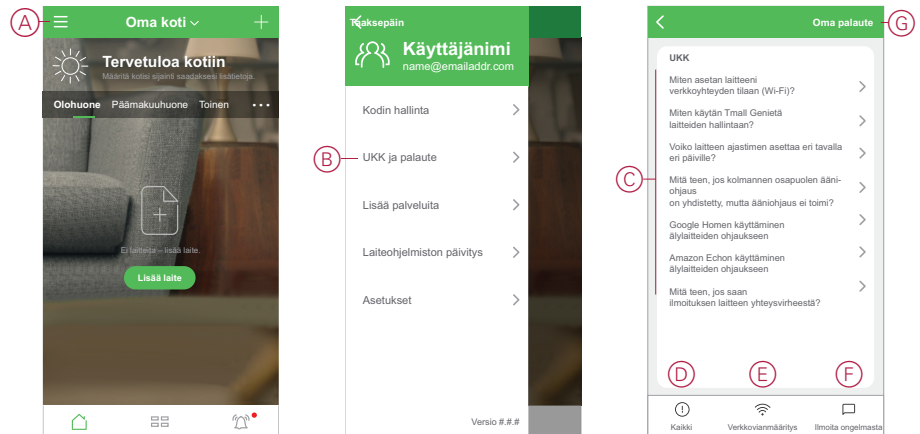 A
Oma koti
Tervetuloa kotiin
Määritä kotisi sijainti saadaksesi lisätietoja.
Olohuone Päämakuuhuone Toinen
Ei laitteita – lisää laite.
Lisää laite
Taaksepäin
Käyttäjänimi
name@emailaddr.com
Kodin hallinta
B
UKK ja palaute
Lisää palveluita
Laiteohjelmiston päivitys
Asetukset
Versio #.#.#
Oma palaute
G
UKK
C
Miten asetan laitteeni
verkkoyhteyden tilaan (Wi-Fi)?
Miten käytän Tmall Genietä
laitteiden hallintaan?
Voiko laitteen ajastimen asettaa eri tavalla
eri päiville?
Mitä teen, jos kolmannen osapuolen ääni-
ohjaus
on yhdistetty, mutta ääniohjaus ei toimi?
Google Homen käyttäminen
älylaitteiden ohjaukseen
Amazon Echon käyttäminen
älylaitteiden ohjaukseen
Mitä teen, jos saan
ilmoituksen laitteen yhteysvirheestä?
D
E
F
Kaikki
Verkkovianmääritys
Ilmoita ongelmasta